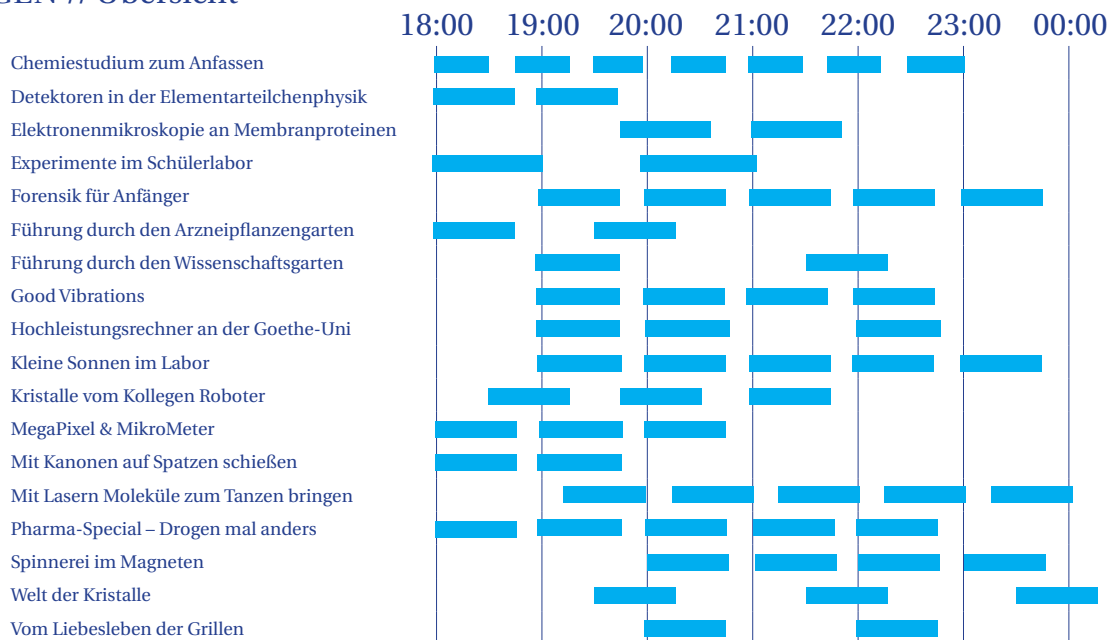 GEN // Übersicht
18:00 19:00 20:00 21:00 22:00 23:00 00:00
Chemiestudium zum Anfassen
Detektoren in der Elementarteilchenphysik
Elektronenmikroskopie an Membranproteinen
Experimente im Schülerlabor
Forensik für Anfänger
Führung durch den Arzneipflanzengarten
Führung durch den Wissenschaftsgarten
Good Vibrations
Hochleistungsrechner an der Goethe-Uni
Kleine Sonnen im Labor
Kristalle vom Kollegen Roboter
MegaPixel & MikroMeter
Mit Kanonen auf Spatzen schießen
Mit Lasern Moleküle zum Tanzen bringen
Pharma-Special – Drogen mal anders
Spinnerei im Magneten
Welt der Kristalle
Vom Liebesleben der Grillen